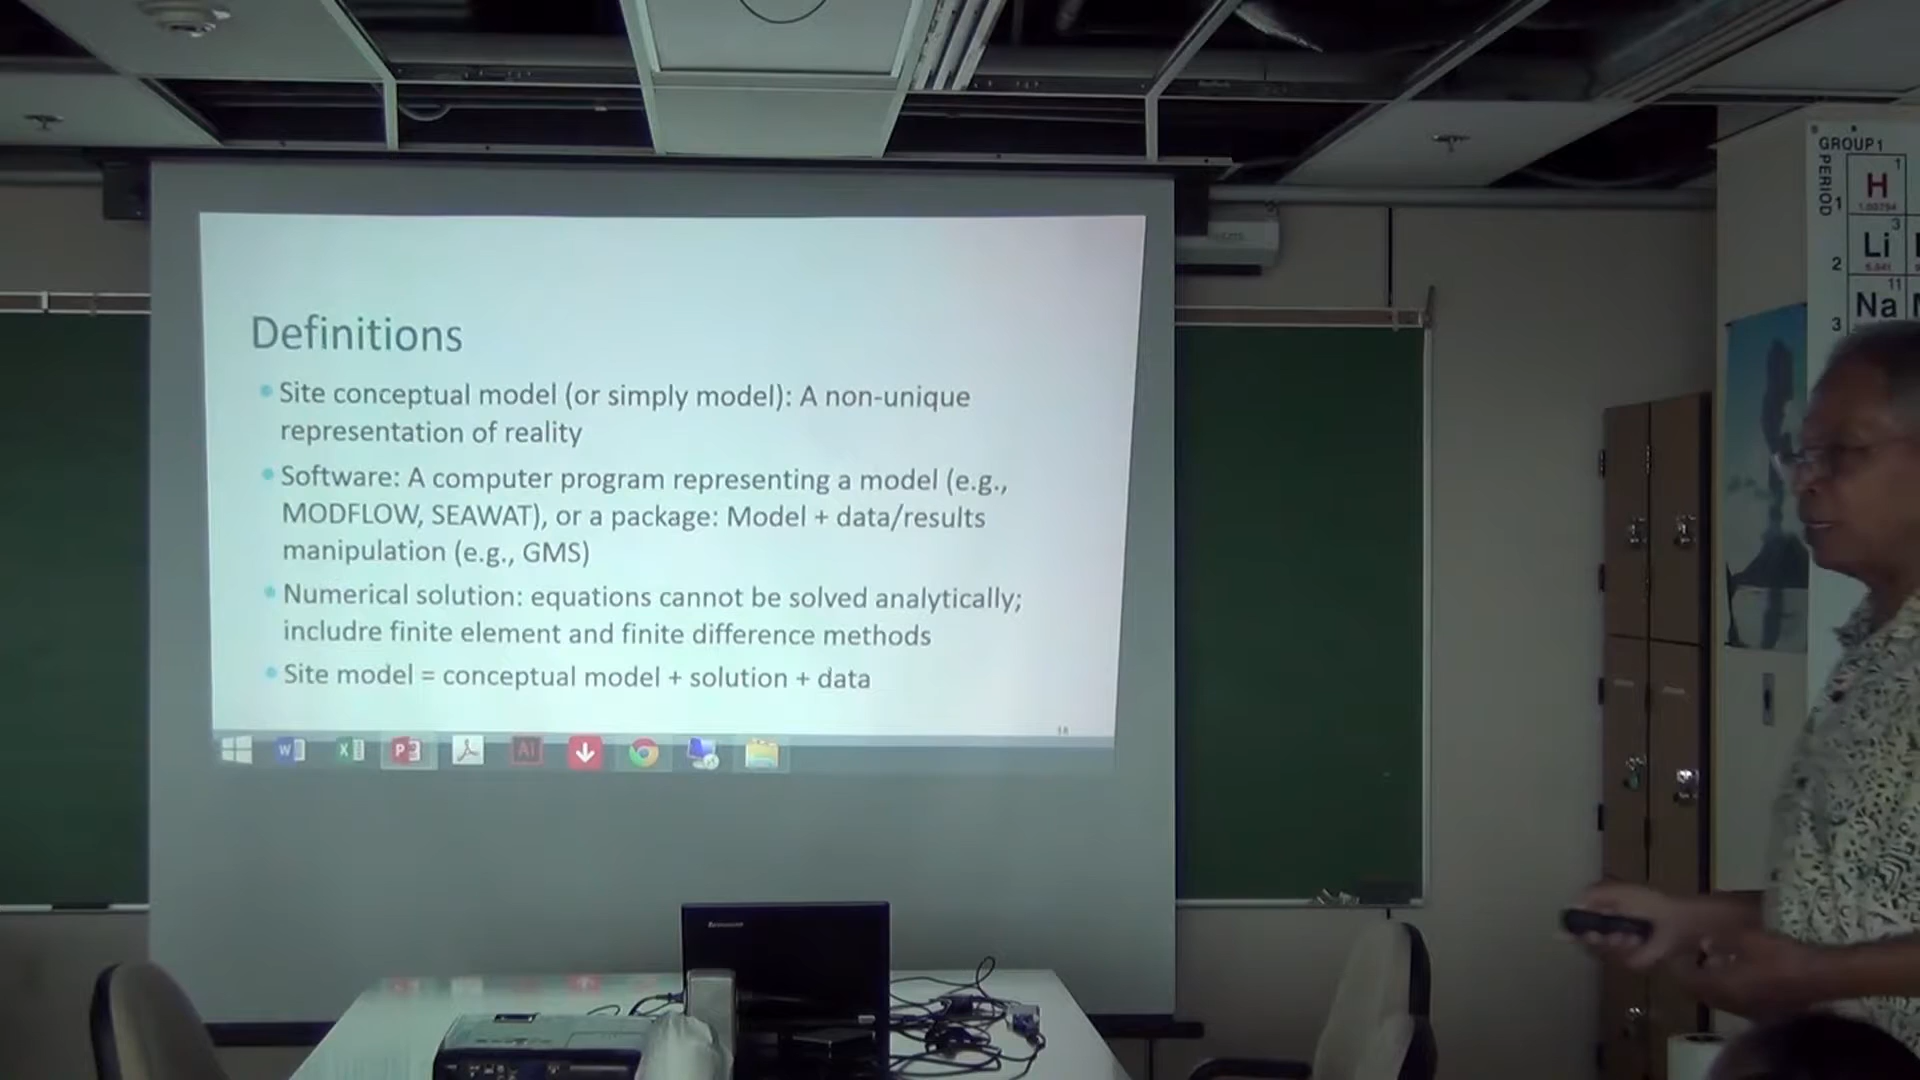 Definitions
Site conceptual model (or simply model): A non-unique
representation of reality
Software: A computer program representing a model (e.g.,
MODFLOW, SEAWAT), or a package: Model + data/results
manipulation (e.g., GMS)
Numerical solution: equations cannot be solved analytically;
includre finite element and finite difference methods
Site model = conceptual model + solution + data
W
X
P
Ai
GROUP 1
PERIOD
1
1
H
1.00794
3
2
Li
6.941
11
3
Na